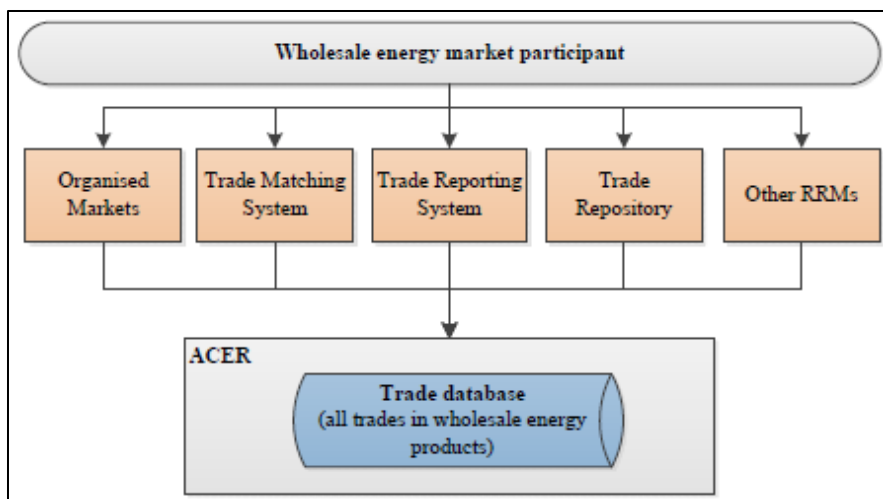 Wholesale energy market participant
Organised
Markets
Trade Matching
System
Trade Reporting
System
Trade
Repository
Other RRMs
ACER
Trade database
(all trades in wholesale energy
products)